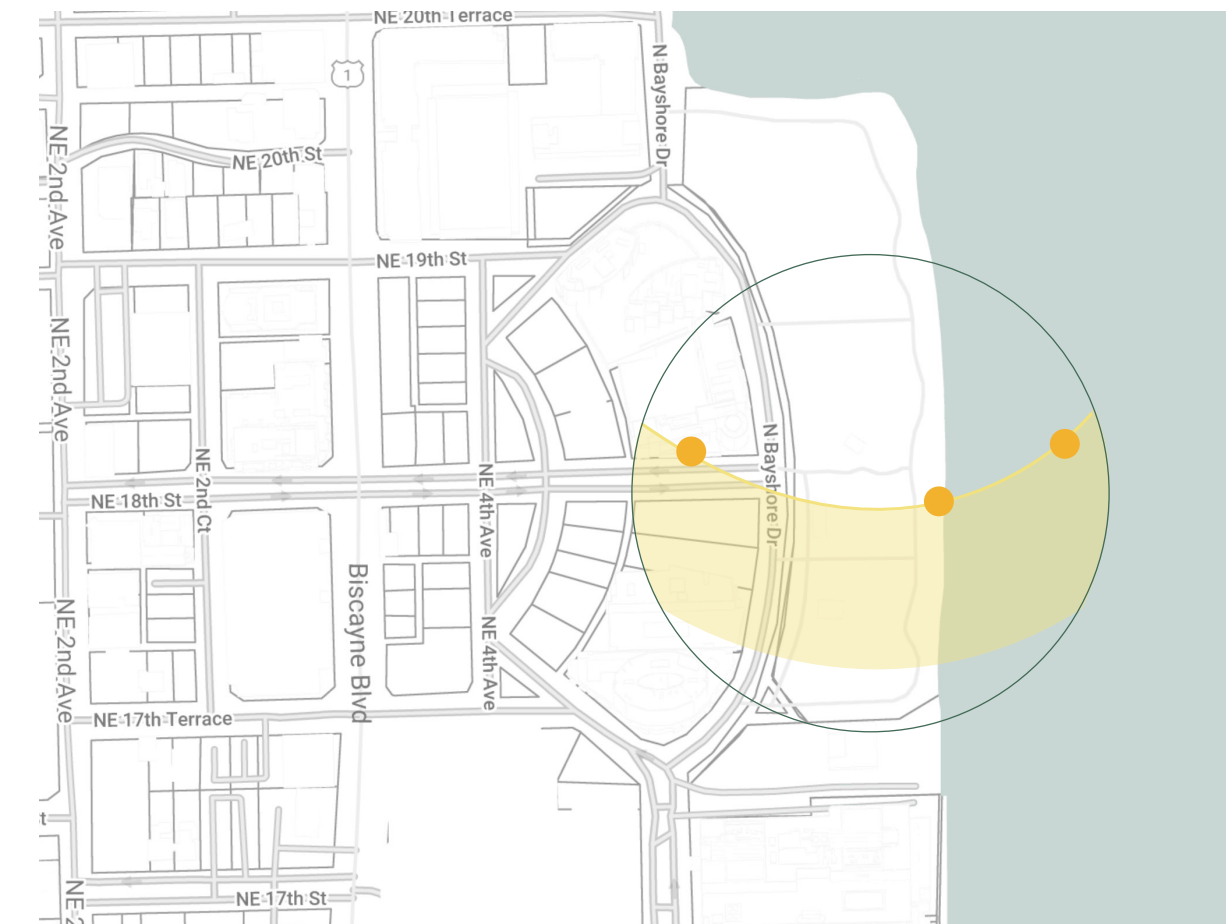 NE 20th Terrace
N Bayshore Dr
1
NE 2nd Ave
NE 20th St
NE 19th St
NE 2nd Ave
N Bayshore Dr
NE 2nd Ct
NE 4th Ave
NE 18th St
Biscayne Blvd
NE 2nd Ave
NE 4th Ave
NE 17th Terrace
t
NE 2
NE 17th St